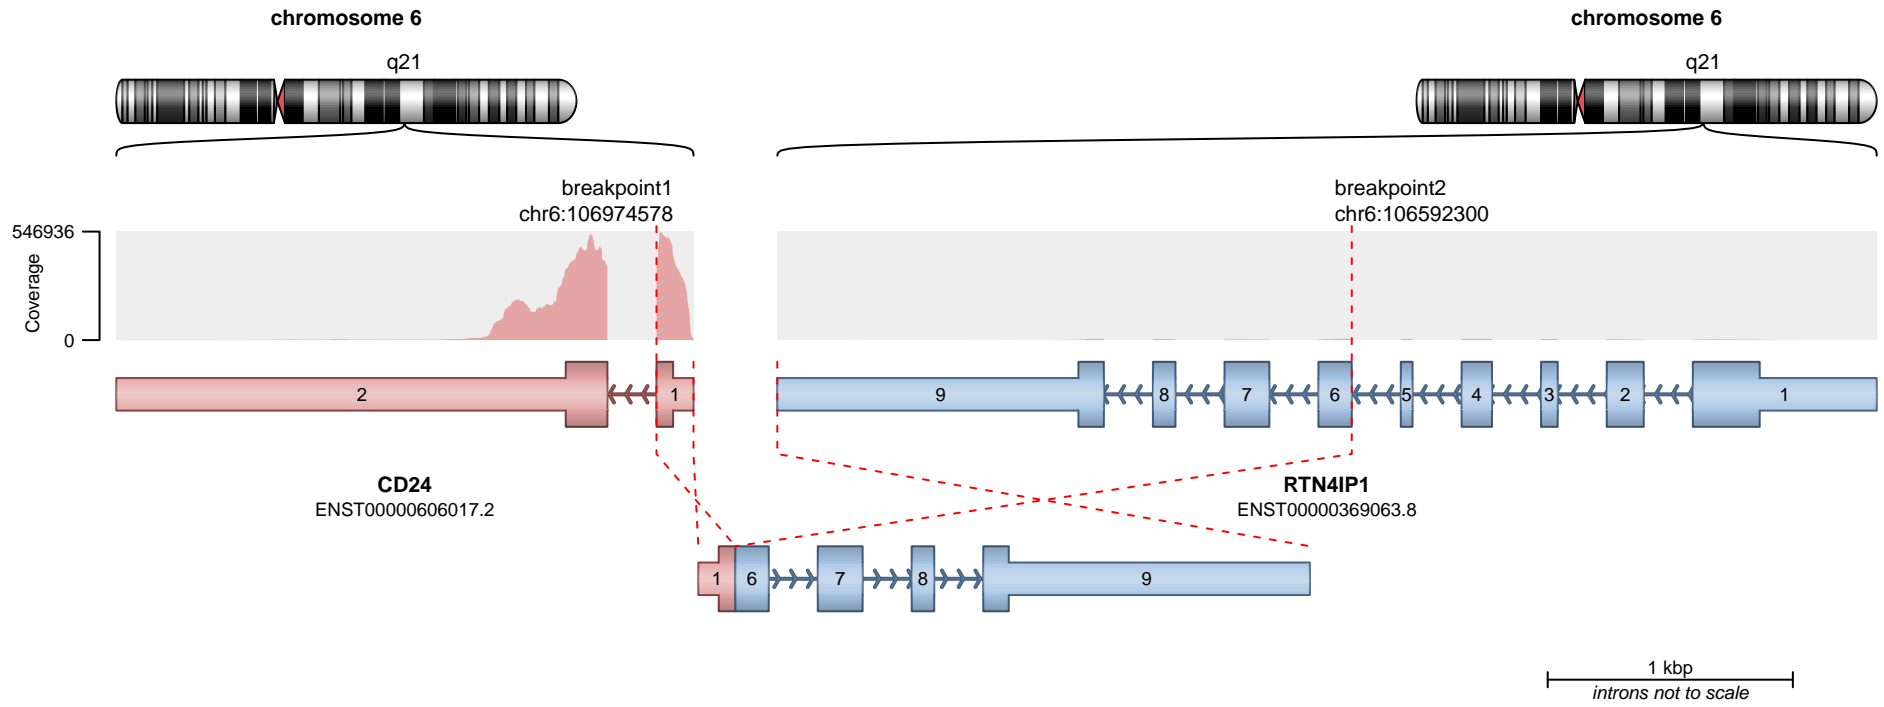 chromosome 6
chromosome 6
q21
q21
breakpoint1
chr6:106974578
breakpoint2
chr6:106592300
546936
Coverage
0
2
1
9
8
7
6
5
4
3
2
1
CD24
ENST00000606017.2
RTN4IP1
ENST00000369063.8
1
6
7
8
9
1 kbp
introns not to scale